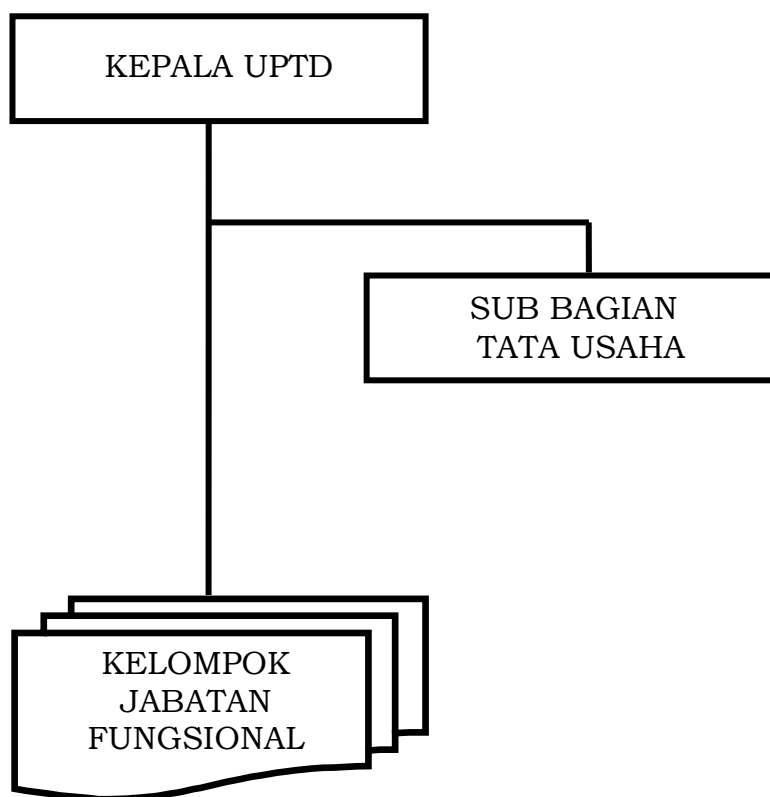 KEPALA UPTD
SUB BAGIAN
TATA USAHA
KELOMPOK
JABATAN
FUNGSIONAL